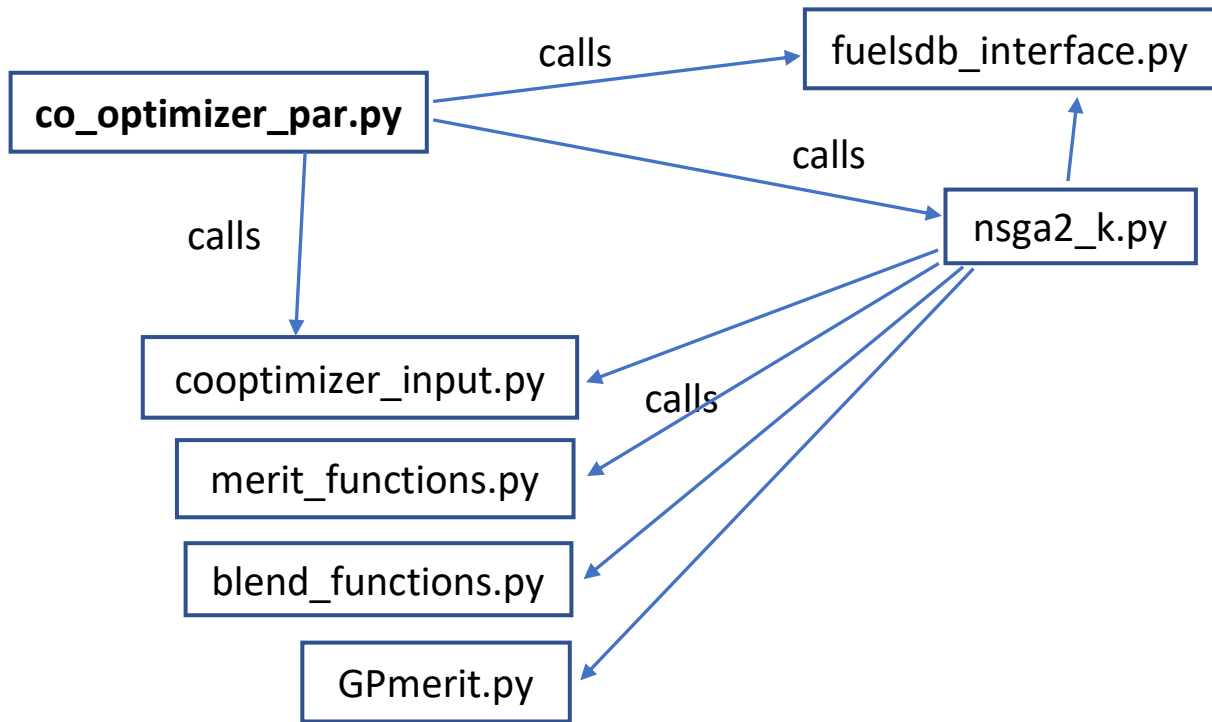 calls
fuelsdb_interface.py
co_optimizer_par.py
calls
nsga2_k.py
calls
cooptimizer_input.py
calls
merit_functions.py
blend_functions.py
GPmerit.py